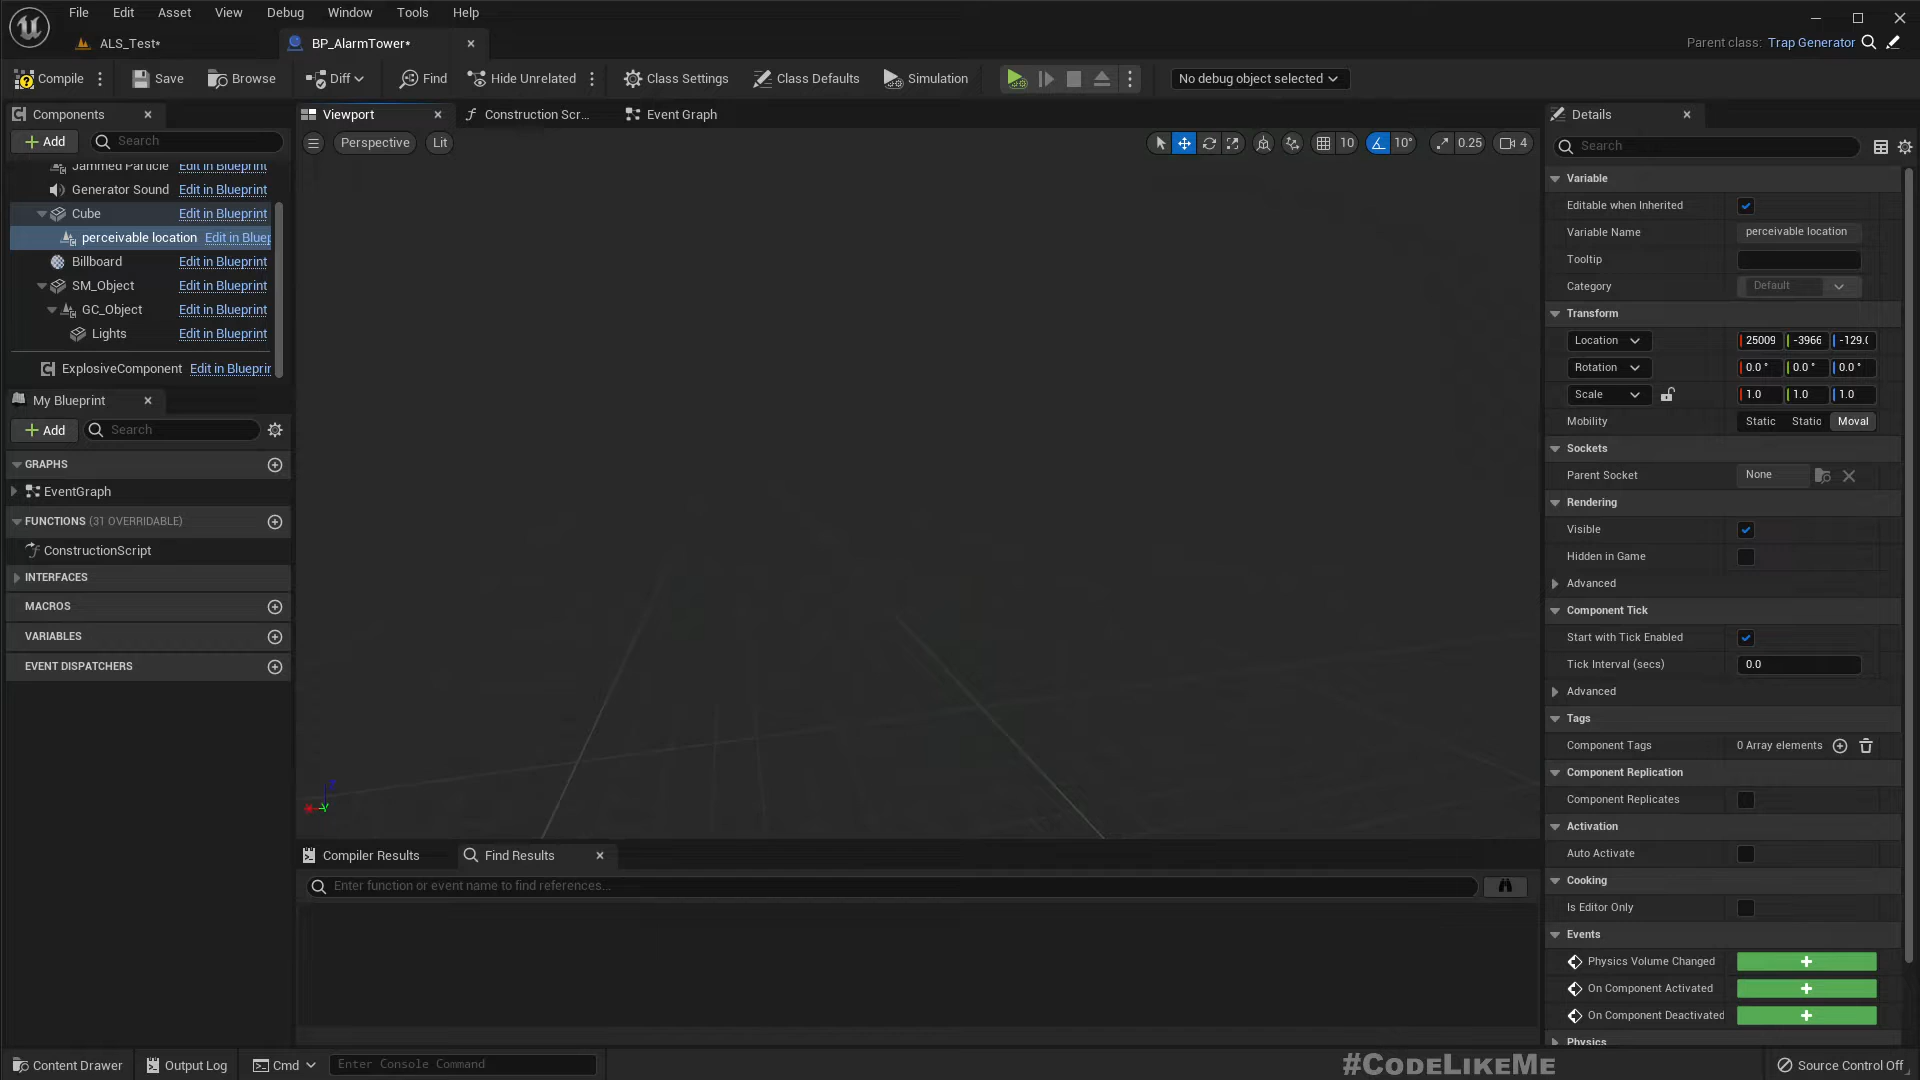 File Edit Asset View Debug Window Tools Help
ALS_Test* BP_AlarmTower* Parent class: Trap Generator
Compile Save Browse Diff Find Hide Unrelated Class Settings Class Defaults Simulation No debug object selected
Components Viewport Construction Scr... Event Graph Details
Add Search Perspective Lit 10 10° 0.25 4 Search
Jammed Particle Edit in Blueprint
Generator Sound Edit in Blueprint
Cube Edit in Blueprint
perceivable location Edit in Bluep
Billboard Edit in Blueprint
SM_Object Edit in Blueprint
GC_Object Edit in Blueprint
Lights Edit in Blueprint
ExplosiveComponent Edit in Blueprir
My Blueprint
Add Search
GRAPHS
EventGraph
FUNCTIONS (31 OVERRIDABLE)
ConstructionScript
INTERFACES
MACROS
VARIABLES
EVENT DISPATCHERS
Y
Compiler Results Find Results
Enter function or event name to find references...
Variable
Editable when Inherited
Variable Name perceivable location
Tooltip
Category Default
Transform
Location 25009 -3966 -129.(
Rotation 0.0 ° 0.0 ° 0.0 °
Scale 1.0 1.0 1.0
Mobility Static Static Moval
Sockets
Parent Socket None
Rendering
Visible
Hidden in Game
Advanced
Component Tick
Start with Tick Enabled
Tick Interval (secs) 0.0
Advanced
Tags
Component Tags 0 Array elements
Component Replication
Component Replicates
Activation
Auto Activate
Cooking
Is Editor Only
Events
Physics Volume Changed
On Component Activated
On Component Deactivated
Physics
Content Drawer Output Log Cmd Enter Console Command #CodeLikeMe Source Control Off